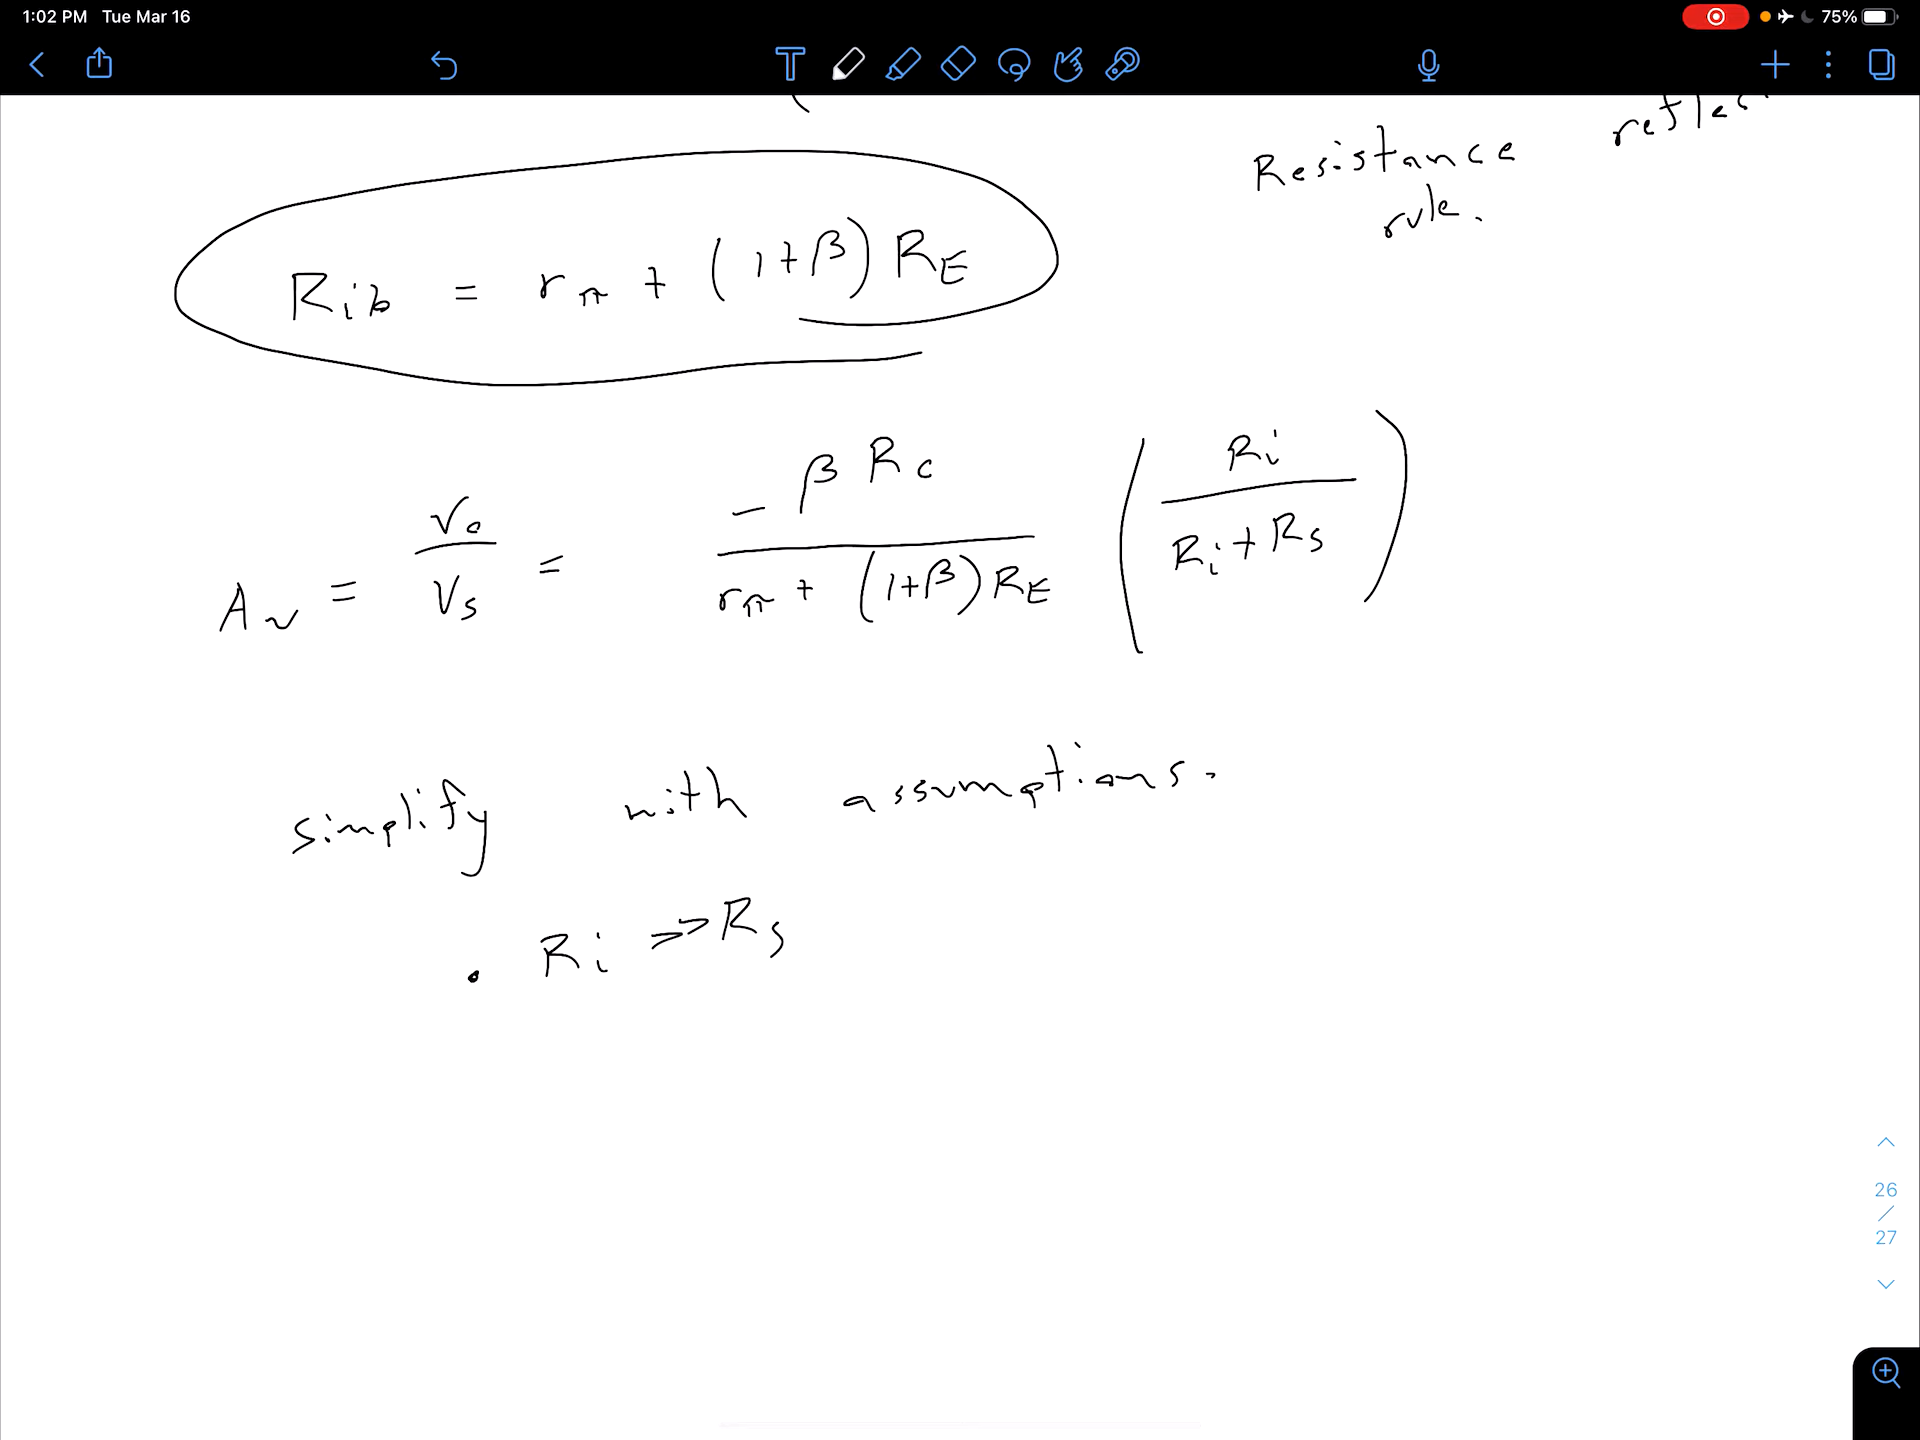 1:02 PM Tue Mar 16
75%
Resistance
rule.
Rib = rπ + (1+β) RE
Av = vo/vs = -βRc / (rπ + (1+β)RE) (Ri / (Ri+Rs))
simplify with assumptions.
• Ri >> Rs
26
/
27